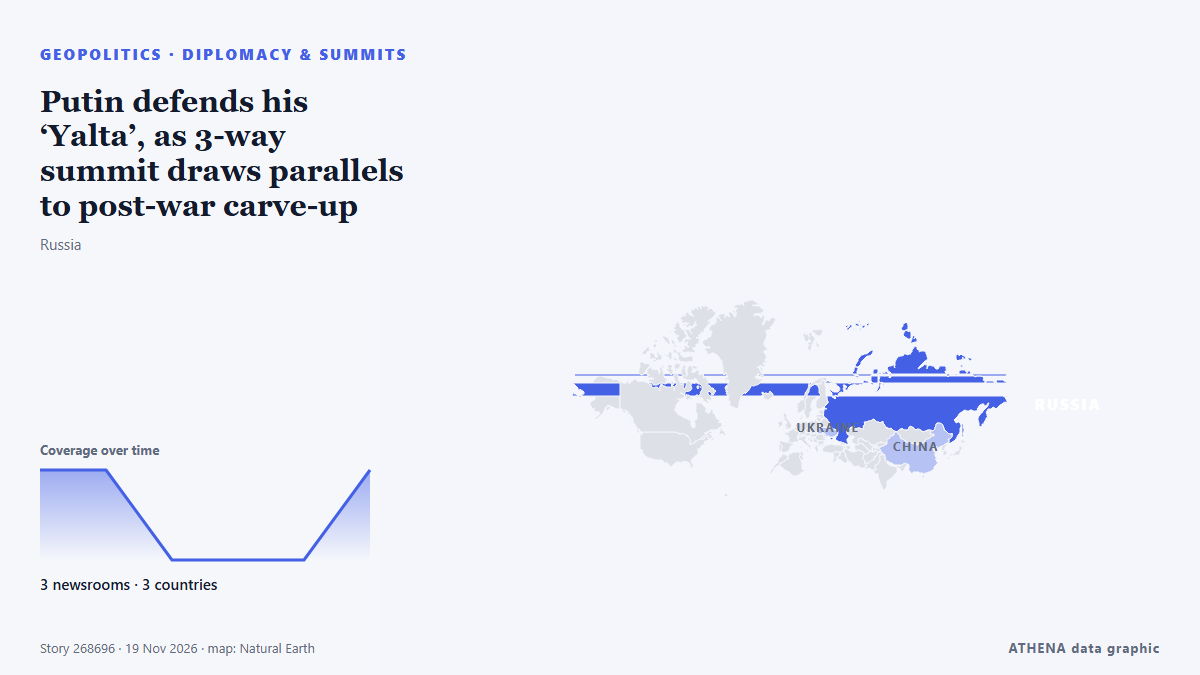 GEOPOLITICS · DIPLOMACY & SUMMITS
Putin defends his
‘Yalta’, as 3-way
summit draws parallels
to post-war carve-up
Russia
RUSSIA
UKRAINE
CHINA
Coverage over time
3 newsrooms · 3 countries
Story 268696 · 19 Nov 2026 · map: Natural Earth
ATHENA data graphic